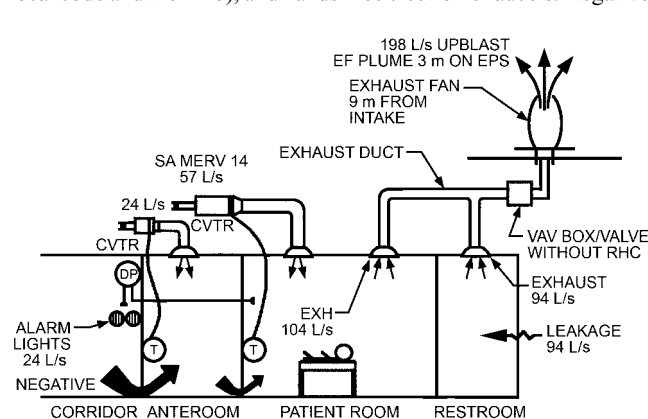 198 L/s UPBLAST
EF PLUME 3 m ON EPS
EXHAUST FAN
9 m FROM
INTAKE
EXHAUST DUCT
SA MERV 14
57 L/s
24 L/s
CVTR
CVTR
VAV BOX/VALVE
WITHOUT RHC
DP
EXH
104 L/s
EXHAUST
94 L/s
ALARM
LIGHTS
24 L/s
T
T
LEAKAGE
94 L/s
NEGATIVE
CORRIDOR
ANTEROOM
PATIENT ROOM
RESTROOM